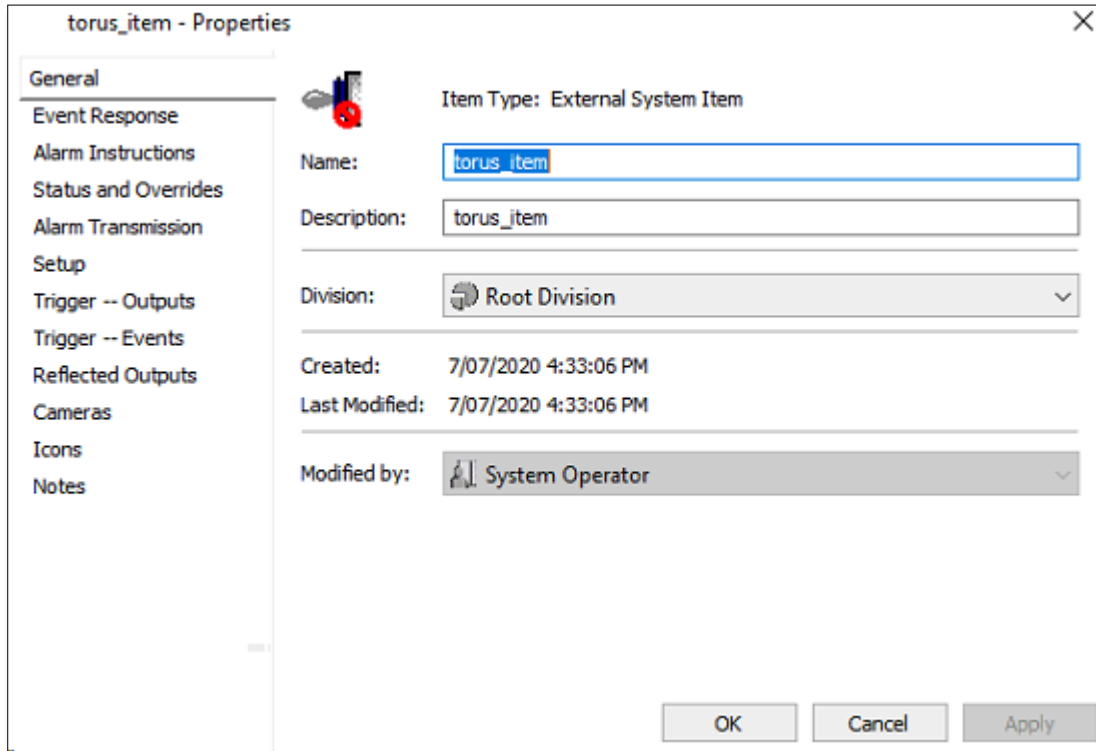 torus_item - Properties
General
Event Response
Alarm Instructions
Status and Overrides
Alarm Transmission
Setup
Trigger -- Outputs
Trigger -- Events
Reflected Outputs
Cameras
Icons
Notes
Item Type: External System Item
Name: torus_item
Description: torus_item
Division: Root Division
Created: 7/07/2020 4:33:06 PM
Last Modified: 7/07/2020 4:33:06 PM
Modified by: System Operator
OK Cancel Apply